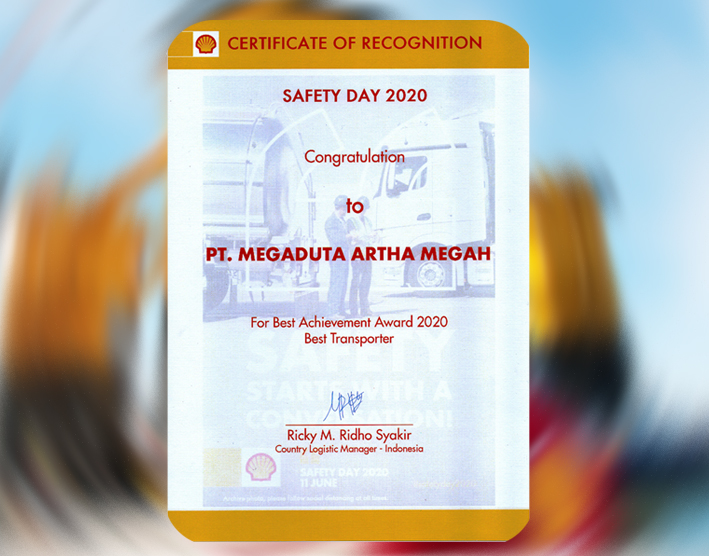 CERTIFICATE OF RECOGNITION
SAFETY DAY 2020
Congratulation
to
PT. MEGADUTA ARTHA MEGAH
For Best Achievement Award 2020
Best Transporter
SAFETY
STARTS WITH A
CONVERSATION!
Ricky M. Ridho Syakir
Country Logistic Manager - Indonesia
SAFETY DAY 2020
11 JUNE